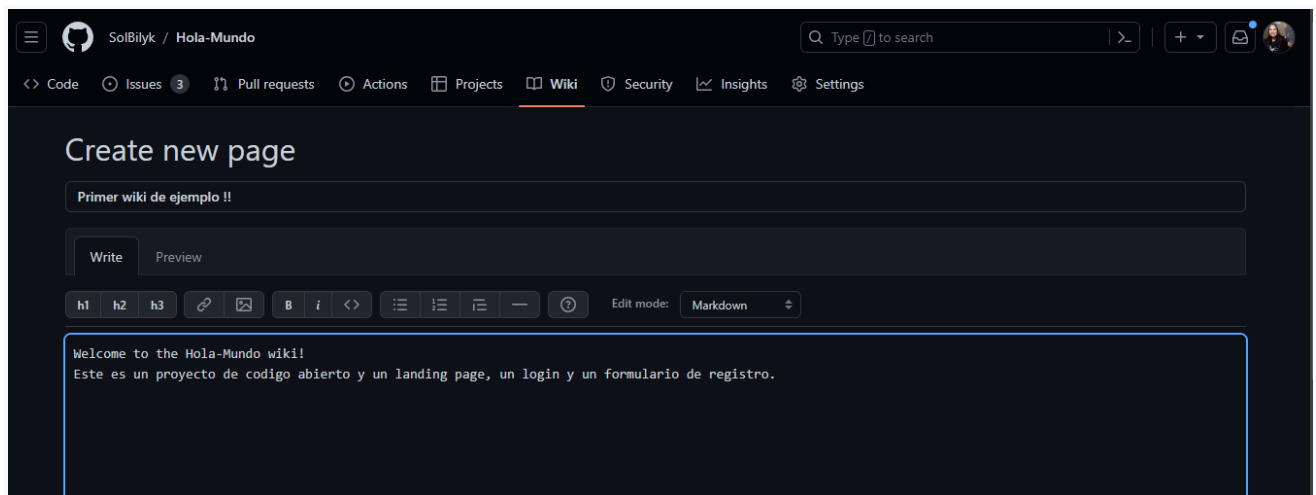 SolBilyk / Hola-Mundo
Type / to search
Code Issues 3 Pull requests Actions Projects Wiki Security Insights Settings
Create new page
Primer wiki de ejemplo !!
Write Preview
h1 h2 h3 B i <> Edit mode: Markdown
Welcome to the Hola-Mundo wiki!
Este es un proyecto de codigo abierto y un landing page, un login y un formulario de registro.